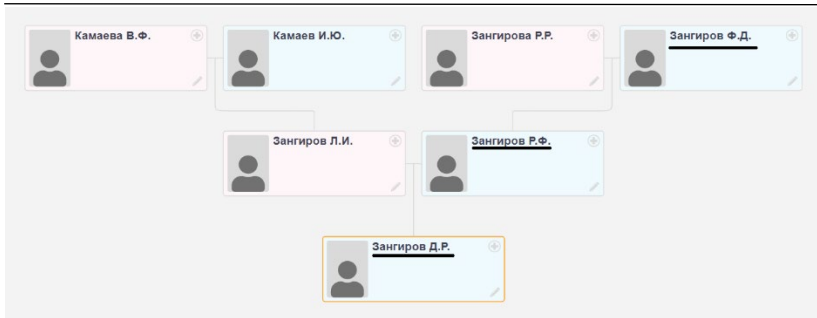 Камаева В.Ф.
Камаев И.Ю.
Зангирова Р.Р.
Зангиров Ф.Д.
Зангиров Л.И.
Зангиров Р.Ф.
Зангиров Д.Р.